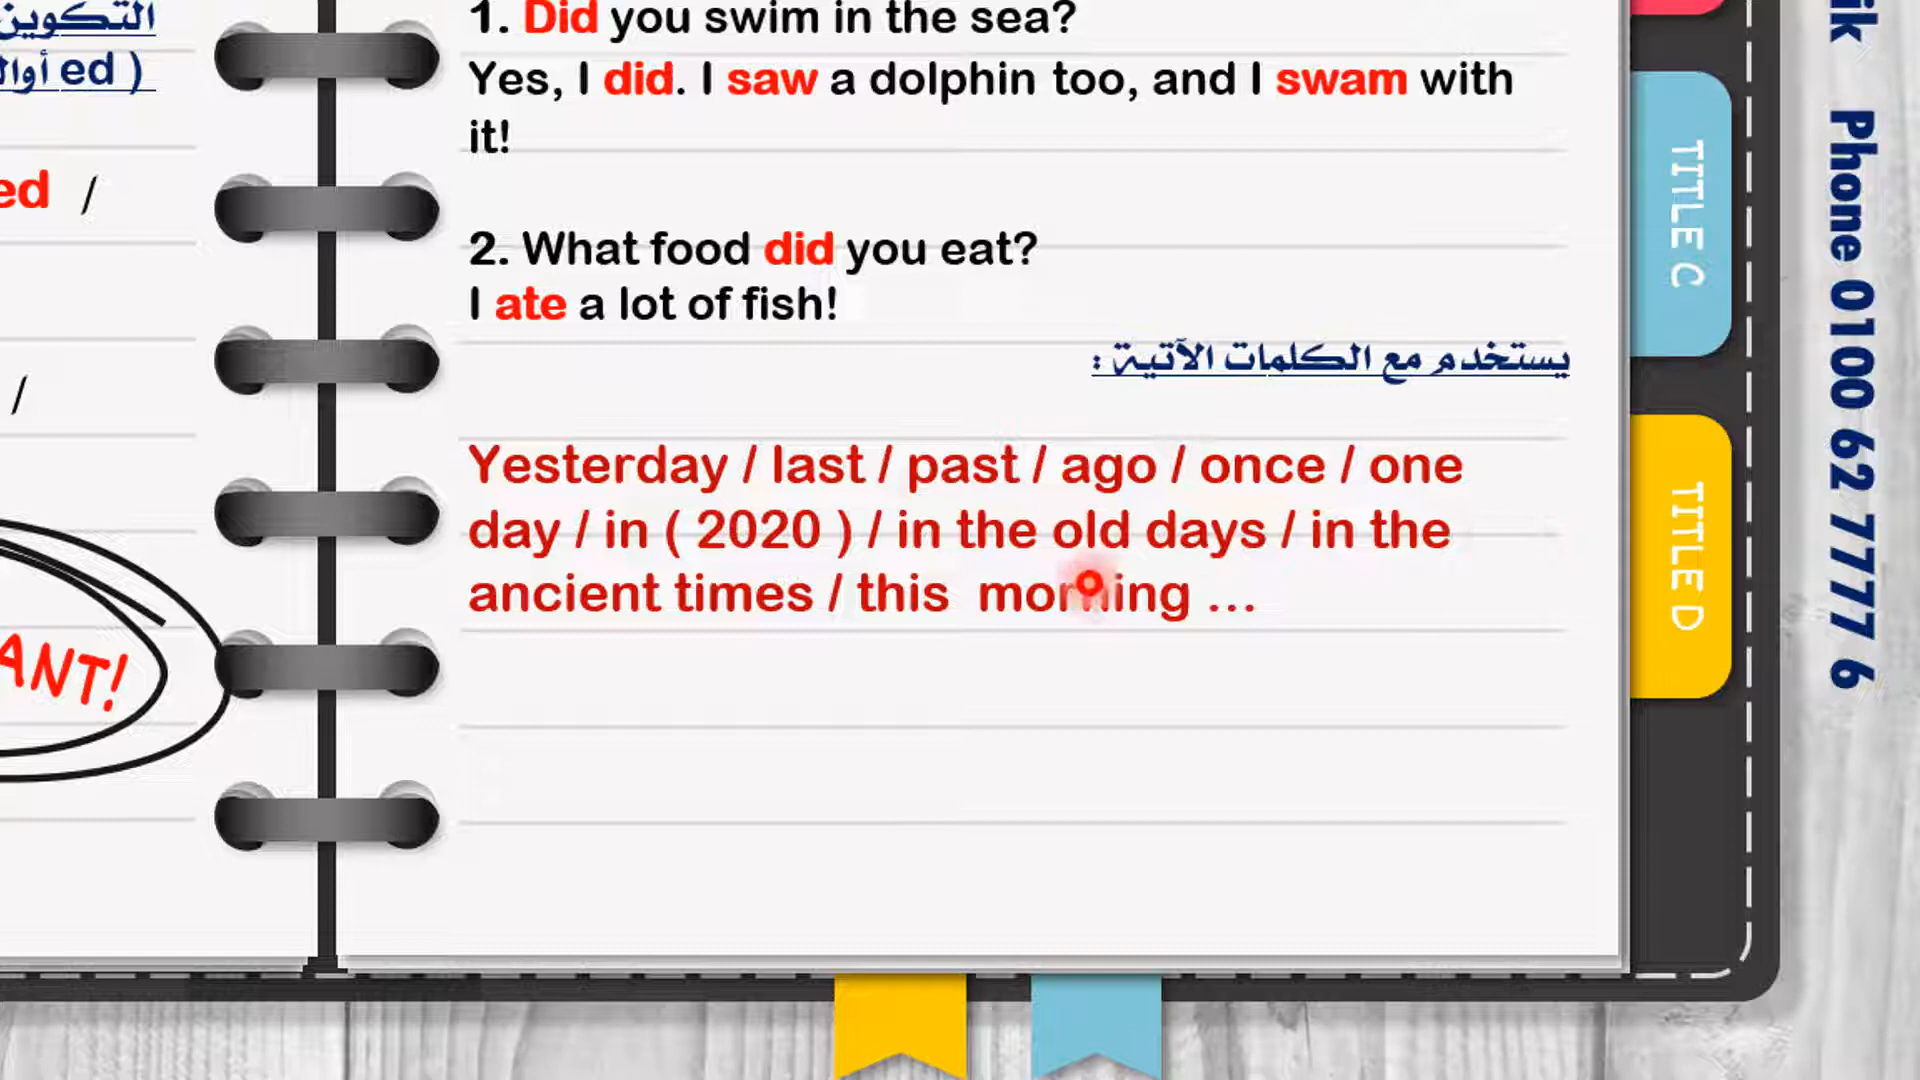 التكوين
( ed أو
ed /
/
ANT!
1. Did you swim in the sea?
Yes, I did. I saw a dolphin too, and I swam with
it!
2. What food did you eat?
I ate a lot of fish!
يستخدم مع الكلمات الآتية :
Yesterday / last / past / ago / once / one
day / in ( 2020 ) / in the old days / in the
ancient times / this morning ...
TITLE C
TITLE D
ik Phone 0100 62 7777 6